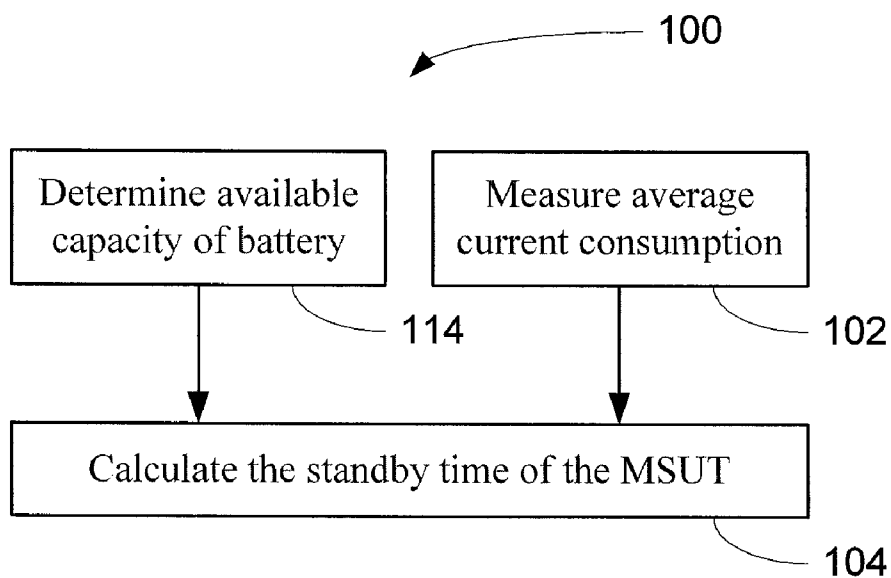 100
Determine available
capacity of battery
Measure average
current consumption
114
102
Calculate the standby time of the MSUT
104